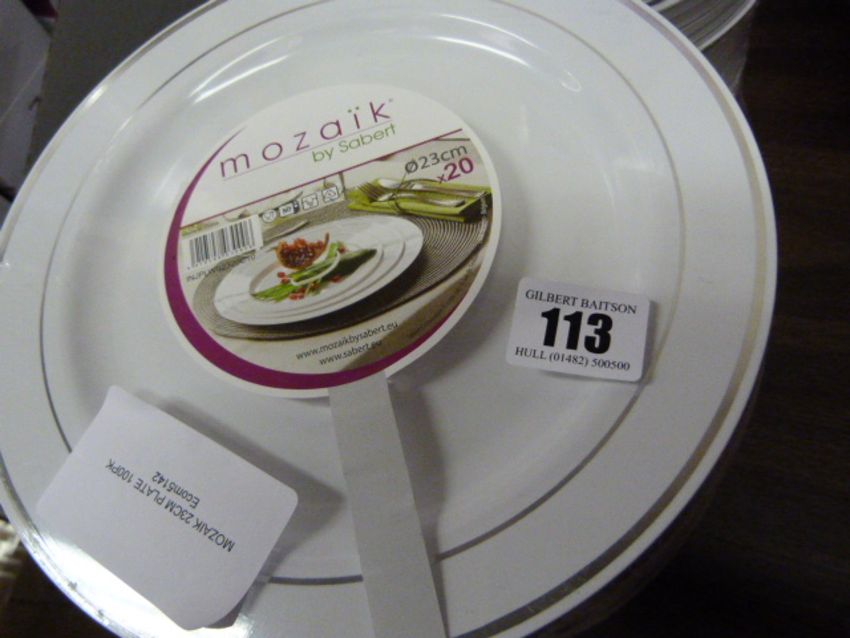 mozaïk
by Sabert
Ø23cm
x20
www.mozaikbysabert.eu
www.sabert.eu
GILBERT BAITSON
113
HULL (01482) 500500
MOZAIK 23CM PLATE 100PK
Ecom5142